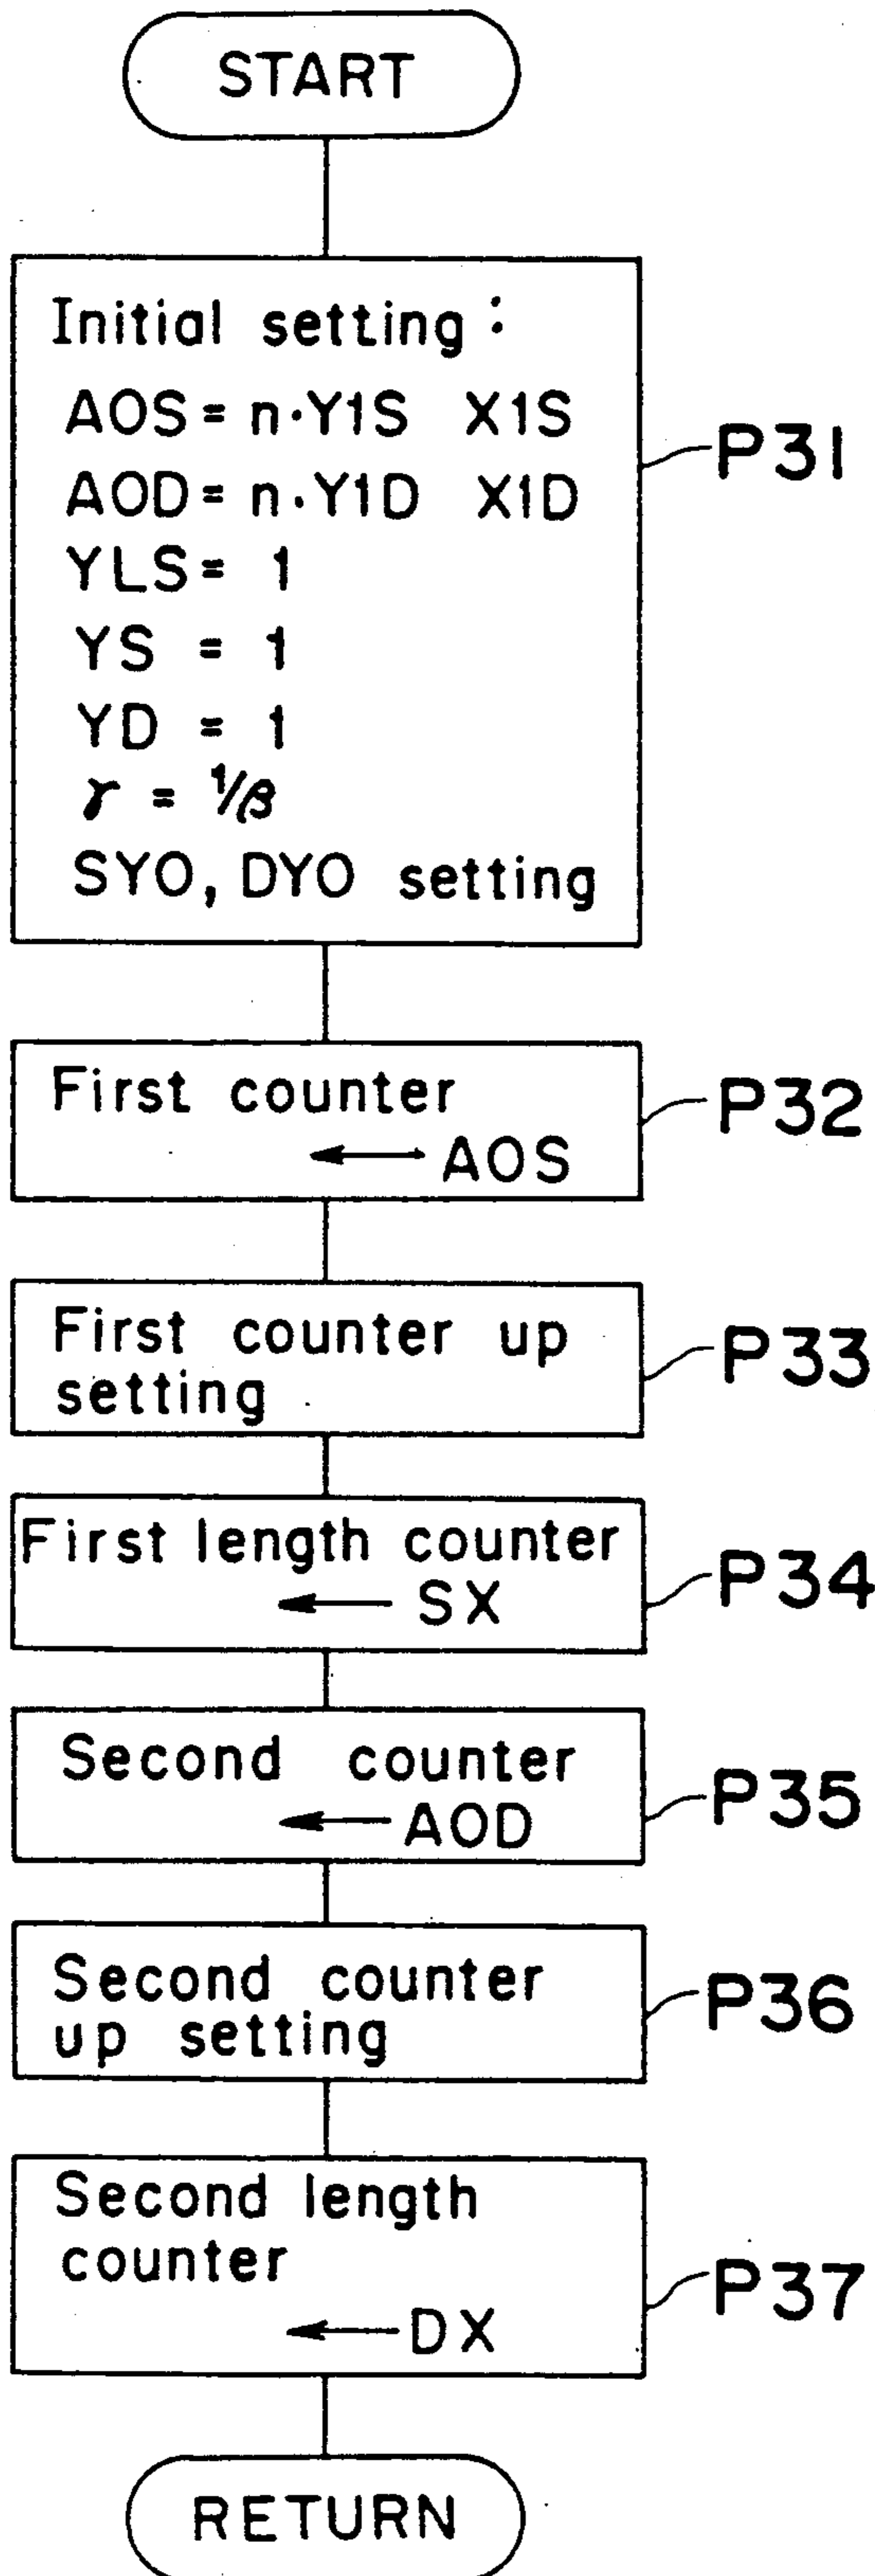 START
Initial setting:
AOS = n·Y1S X1S
AOD = n·Y1D X1D
YLS = 1
YS = 1
YD = 1
γ = 1/β
SYO, DYO setting
P31
First counter
← AOS
P32
First counter up
setting
P33
First length counter
← SX
P34
Second counter
← AOD
P35
Second counter
up setting
P36
Second length
counter
← DX
P37
RETURN